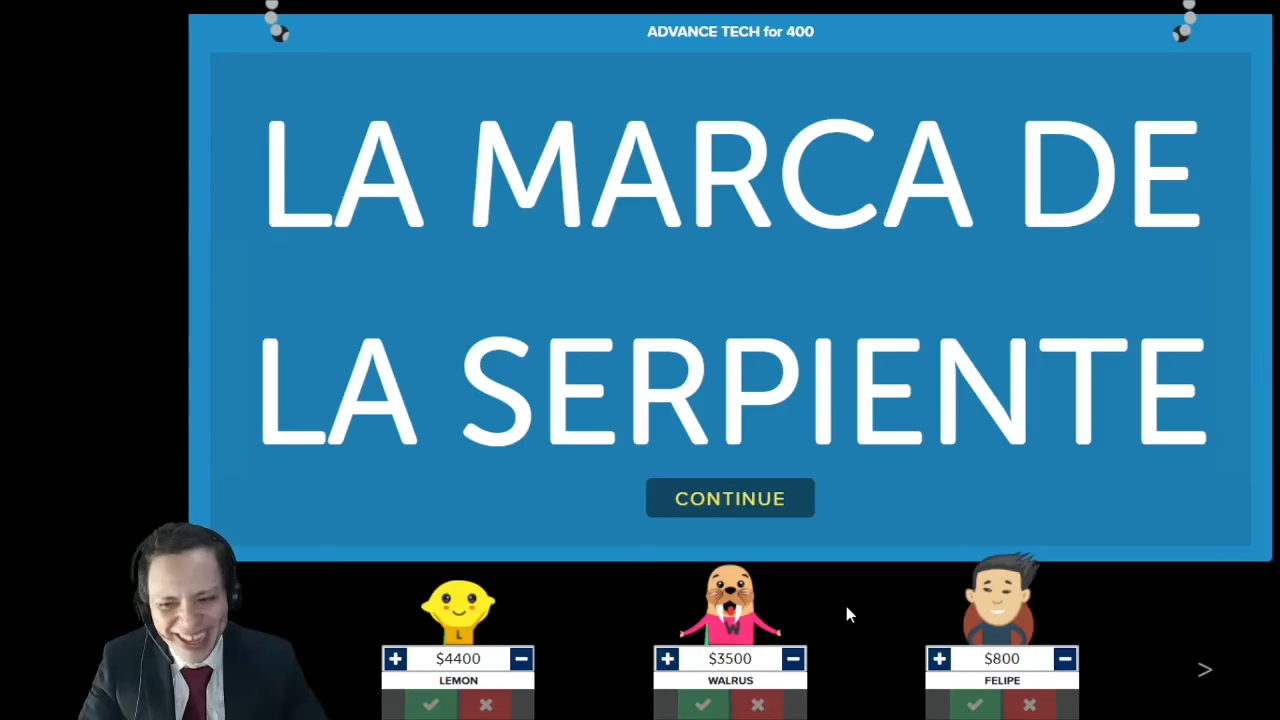 ADVANCE TECH for 400
LA MARCA DE
LA SERPIENTE
CONTINUE
L
W
$4400
$3500
$800
LEMON
WALRUS
FELIPE